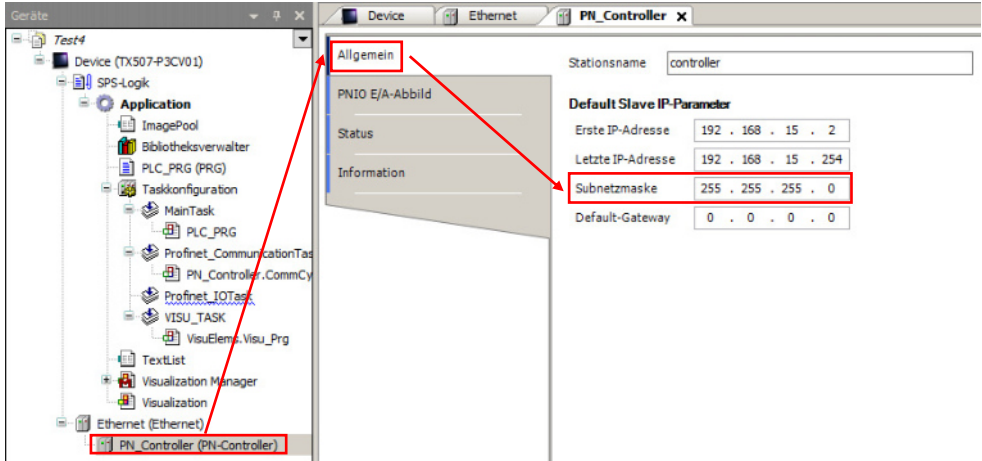 Geräte
Test4
Device (TX507-P3CV01)
SPS-Logik
Application
ImagePool
Bibliotheksverwalter
PLC_PRG (PRG)
Taskkonfiguration
MainTask
PLC_PRG
Profinet_CommunicationTas
PN_Controller.CommCy
Profinet_IOTask
VISU_TASK
VisuElems.Visu_Prg
TextList
Visualization Manager
Visualization
Ethernet (Ethernet)
PN_Controller (PN-Controller)
Device Ethernet PN_Controller X
Allgemein
PNIO E/A-Abbild
Status
Information
Stationsname controller
Default Slave IP-Parameter
Erste IP-Adresse 192 . 168 . 15 . 2
Letzte IP-Adresse 192 . 168 . 15 . 254
Subnetzmaske 255 . 255 . 255 . 0
Default-Gateway 0 . 0 . 0 . 0